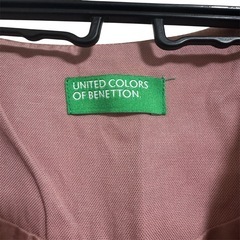 UNITED COLORS
OF BENETTON.